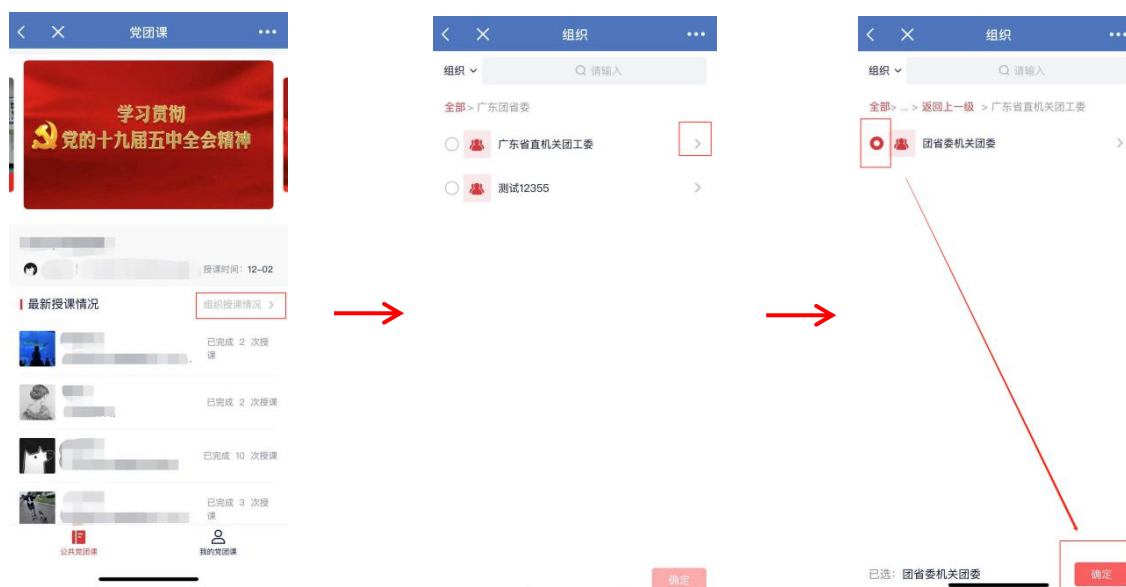 党团课
学习贯彻
党的十九届五中全会精神
授课时间：12-02
最新授课情况
组织授课情况 >
已完成 2 次授
课
已完成 2 次授课
已完成 10 次授课
已完成 3 次授
课
公共党团课
我的党团课
组织
组织
请输入
全部> 广东团省委
广东省直机关团工委
测试12355
确定
组织
组织
请输入
全部> ... > 返回上一级 > 广东省直机关团工委
团省委机关团委
已选：团省委机关团委
确定